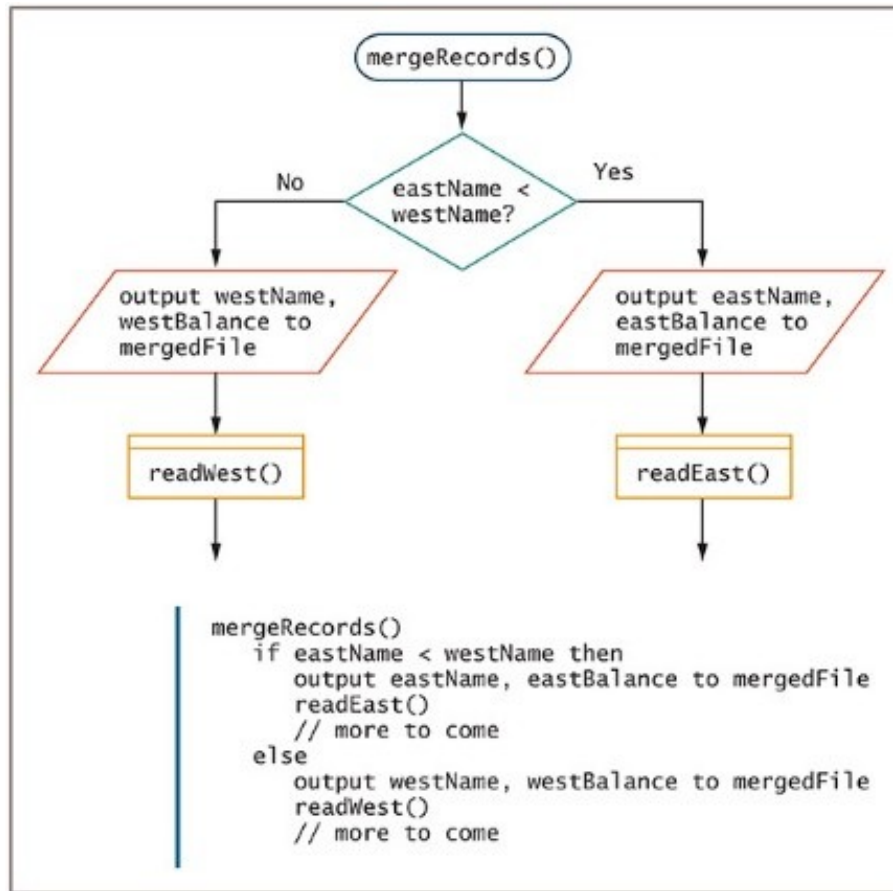 mergeRecords()
eastName <
westName?
No
Yes
output westName,
westBalance to
mergedFile
output eastName,
eastBalance to
mergedFile
readWest()
readEast()
mergeRecords()
if eastName < westName then
output eastName, eastBalance to mergedFile
readEast()
// more to come
else
output westName, westBalance to mergedFile
readWest()
// more to come